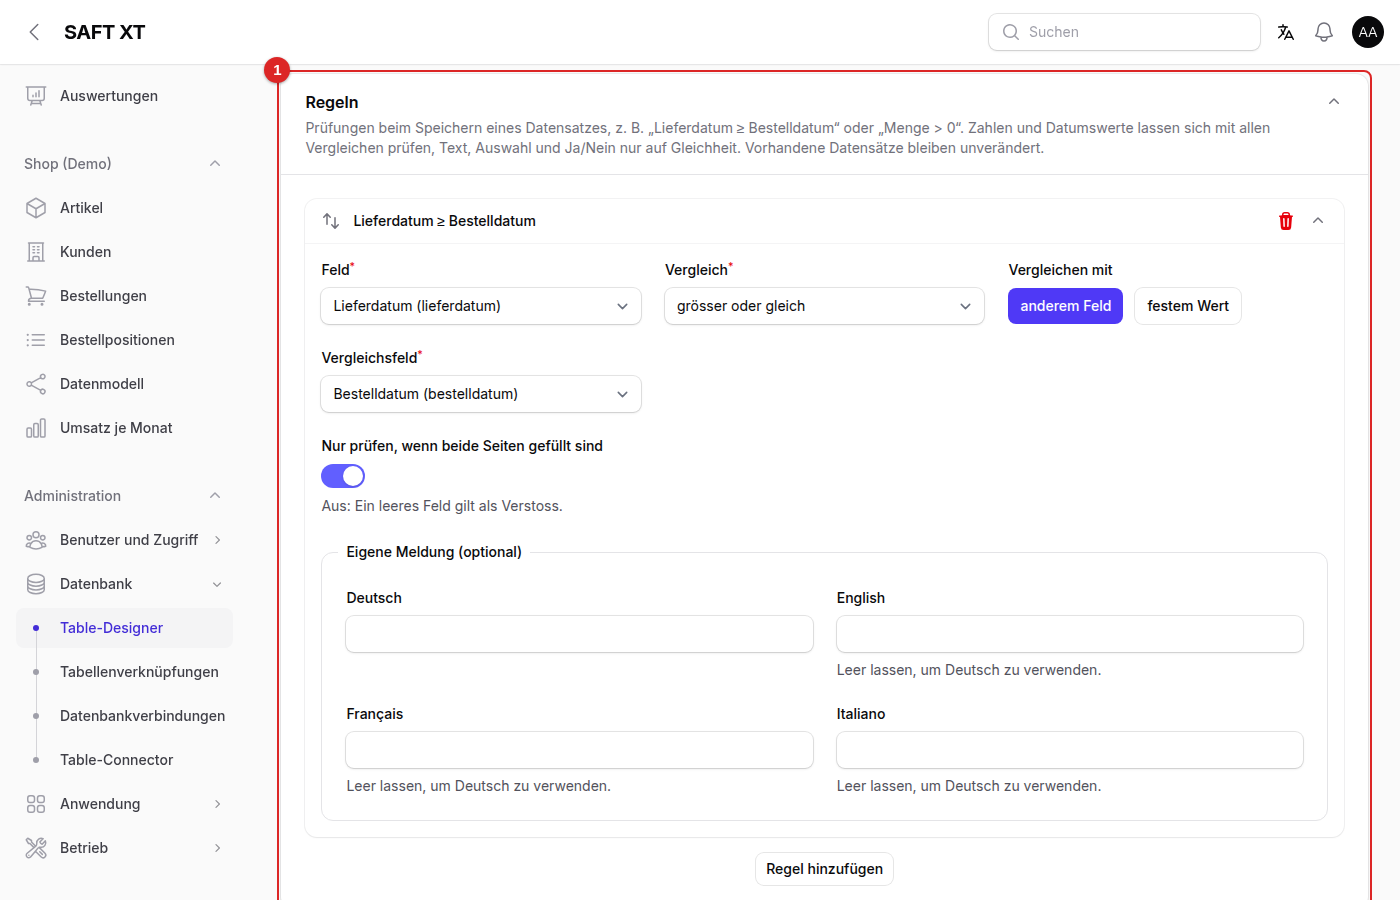 SAFT XT
Suchen
AA
1
Auswertungen
Shop (Demo)
Artikel
Kunden
Bestellungen
Bestellpositionen
Datenmodell
Umsatz je Monat
Administration
Benutzer und Zugriff
Datenbank
Table-Designer
Tabellenverknüpfungen
Datenbankverbindungen
Table-Connector
Anwendung
Betrieb
Regeln
Prüfungen beim Speichern eines Datensatzes, z. B. „Lieferdatum ≥ Bestelldatum“ oder „Menge > 0“. Zahlen und Datumswerte lassen sich mit allen
Vergleichen prüfen, Text, Auswahl und Ja/Nein nur auf Gleichheit. Vorhandene Datensätze bleiben unverändert.
Lieferdatum ≥ Bestelldatum
Feld* Vergleich* Vergleichen mit
Lieferdatum (lieferdatum) grösser oder gleich anderem Feld festem Wert
Vergleichsfeld*
Bestelldatum (bestelldatum)
Nur prüfen, wenn beide Seiten gefüllt sind
Aus: Ein leeres Feld gilt als Verstoss.
Eigene Meldung (optional)
Deutsch English
Leer lassen, um Deutsch zu verwenden.
Français Italiano
Leer lassen, um Deutsch zu verwenden. Leer lassen, um Deutsch zu verwenden.
Regel hinzufügen